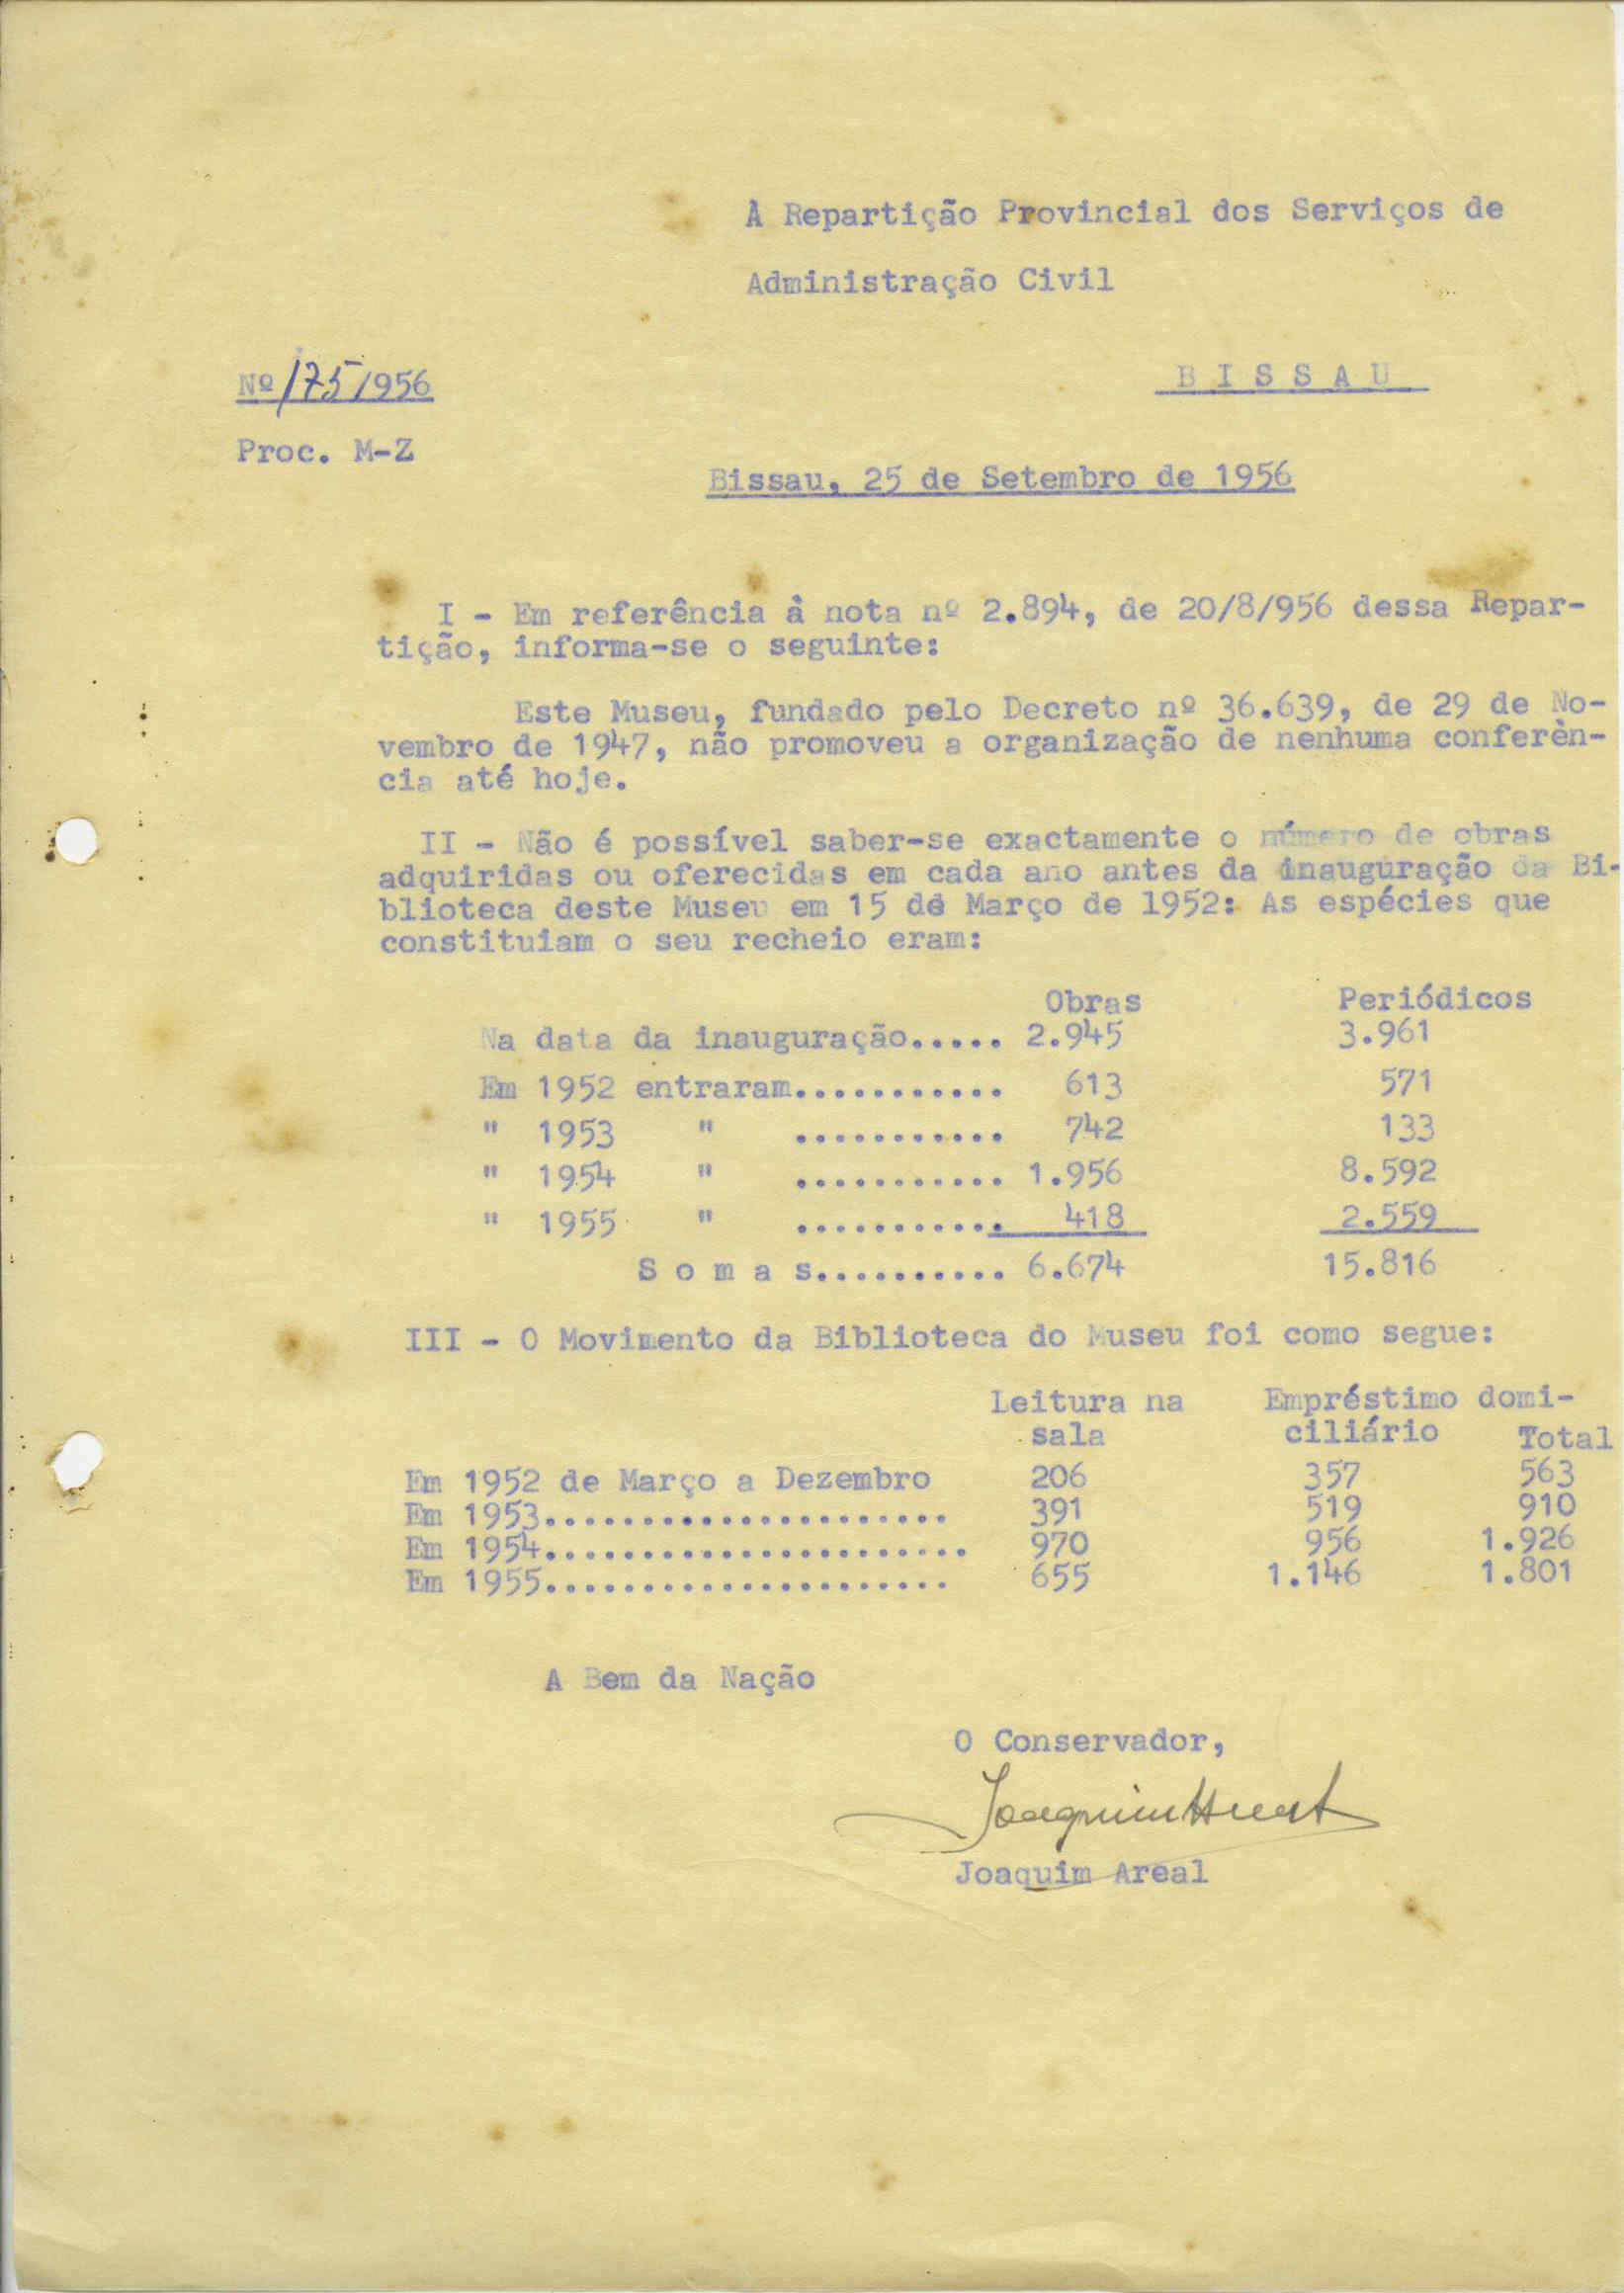 À Repartição Provincial dos Serviços de
Administração Civil
Nº 175/956
B I S S A U
Proc. M-Z
Bissau, 25 de Setembro de 1956
I - Em referência à nota nº 2.894, de 20/8/956 dessa Repar-
tição, informa-se o seguinte:
Este Museu, fundado pelo Decreto nº 36.639, de 29 de No-
vembro de 1947, não promoveu a organização de nenhuma conferèn-
cia até hoje.
II - Não é possível saber-se exactamente o número de obras
adquiridas ou oferecidas em cada ano antes da inauguração da Bi-
blioteca deste Museu em 15 de Março de 1952: As espécies que
constituiam o seu recheio eram:
Obras Periódicos
Na data da inauguração..... 2.945 3.961
Em 1952 entraram........... 613 571
" 1953 " ........... 742 133
" 1954 " ........... 1.956 8.592
" 1955 " ........... 418 2.559
S o m a s.......... 6.674 15.816
III - O Movimento da Biblioteca do Museu foi como segue:
Leitura na Empréstimo domi-
sala ciliário Total
Em 1952 de Março a Dezembro 206 357 563
Em 1953..................... 391 519 910
Em 1954...................... 970 956 1.926
Em 1955..................... 655 1.146 1.801
A Bem da Nação
O Conservador,
Joaquim Areal
Joaquim Areal